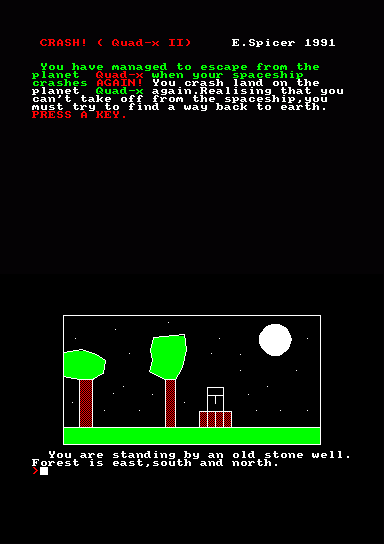 CRASH! ( Quad-x II)     E.Spicer 1991
You have managed to escape from the
planet  Quad-x when your spaceship
crashes AGAIN! You crash land on the
planet  Quad-x again.Realising that you
can't take off from the spaceship,you
must try to find a way back to earth.
PRESS A KEY.
You are standing by an old stone well.
Forest is east,south and north.
>